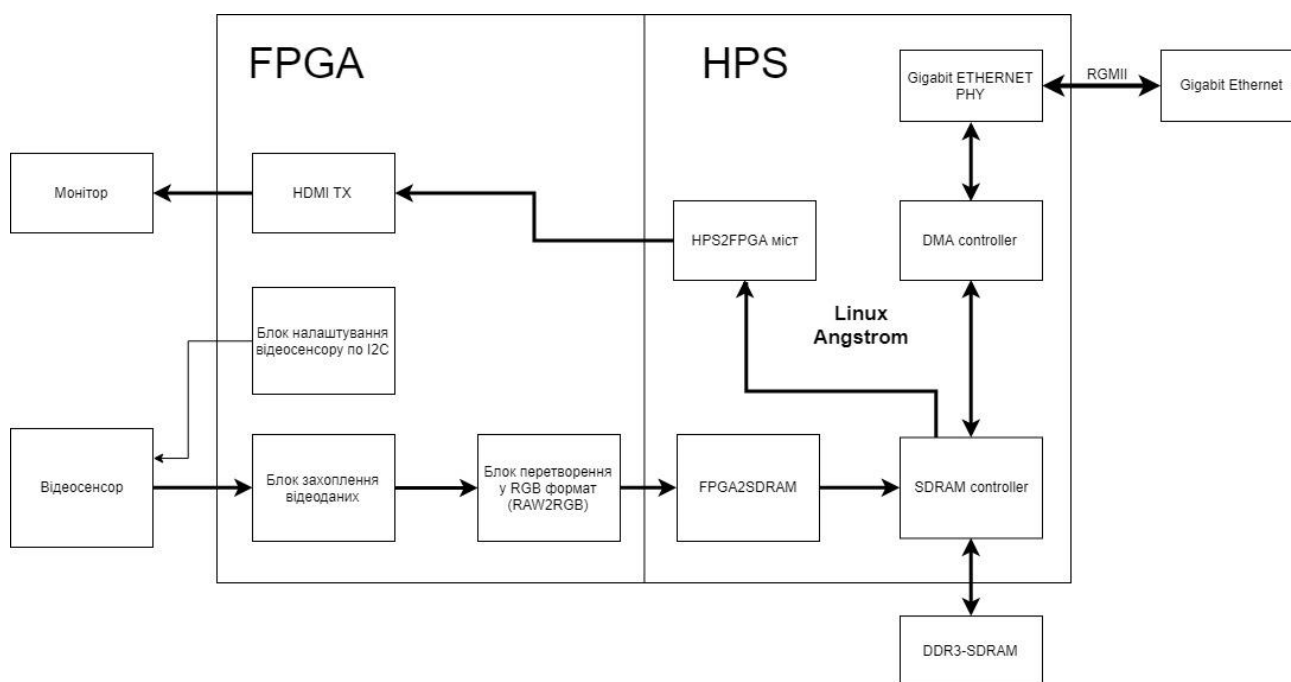 FPGA
HPS
Gigabit ETHERNET
PHY
RGMII
Gigabit Ethernet
Монітор
HDMI TX
HPS2FPGA міст
DMA controller
Блок налаштування
відеосенсору по I2C
Linux
Angstrom
Відеосенсор
Блок захоплення
відеоданих
Блок перетворення
у RGB формат
(RAW2RGB)
FPGA2SDRAM
SDRAM controller
DDR3-SDRAM